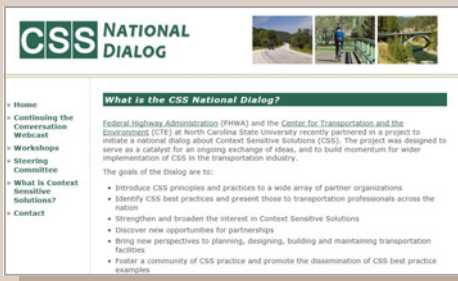 CSS NATIONAL
DIALOG
» Home
» Continuing the
Conversation
Webcast
» Workshops
» Steering
Committee
» What is Context
Sensitive
Solutions?
» Contact
What is the CSS National Dialog?
Federal Highway Administration (FHWA) and the Center for Transportation and the
Environment (CTE) at North Carolina State University recently partnered in a project to
initiate a national dialog about Context Sensitive Solutions (CSS). The project was designed to
serve as a catalyst for an ongoing exchange of ideas, and to build momentum for wider
implementation of CSS in the transportation industry.
The goals of the Dialog are to:
• Introduce CSS principles and practices to a wide array of partner organizations
• Identify CSS best practices and present those to transportation professionals across the
nation
• Strengthen and broaden the interest in Context Sensitive Solutions
• Discover new opportunities for partnerships
• Bring new perspectives to planning, designing, building and maintaining transportation
facilities
• Foster a community of CSS practice and promote the dissemination of CSS best practice
examples